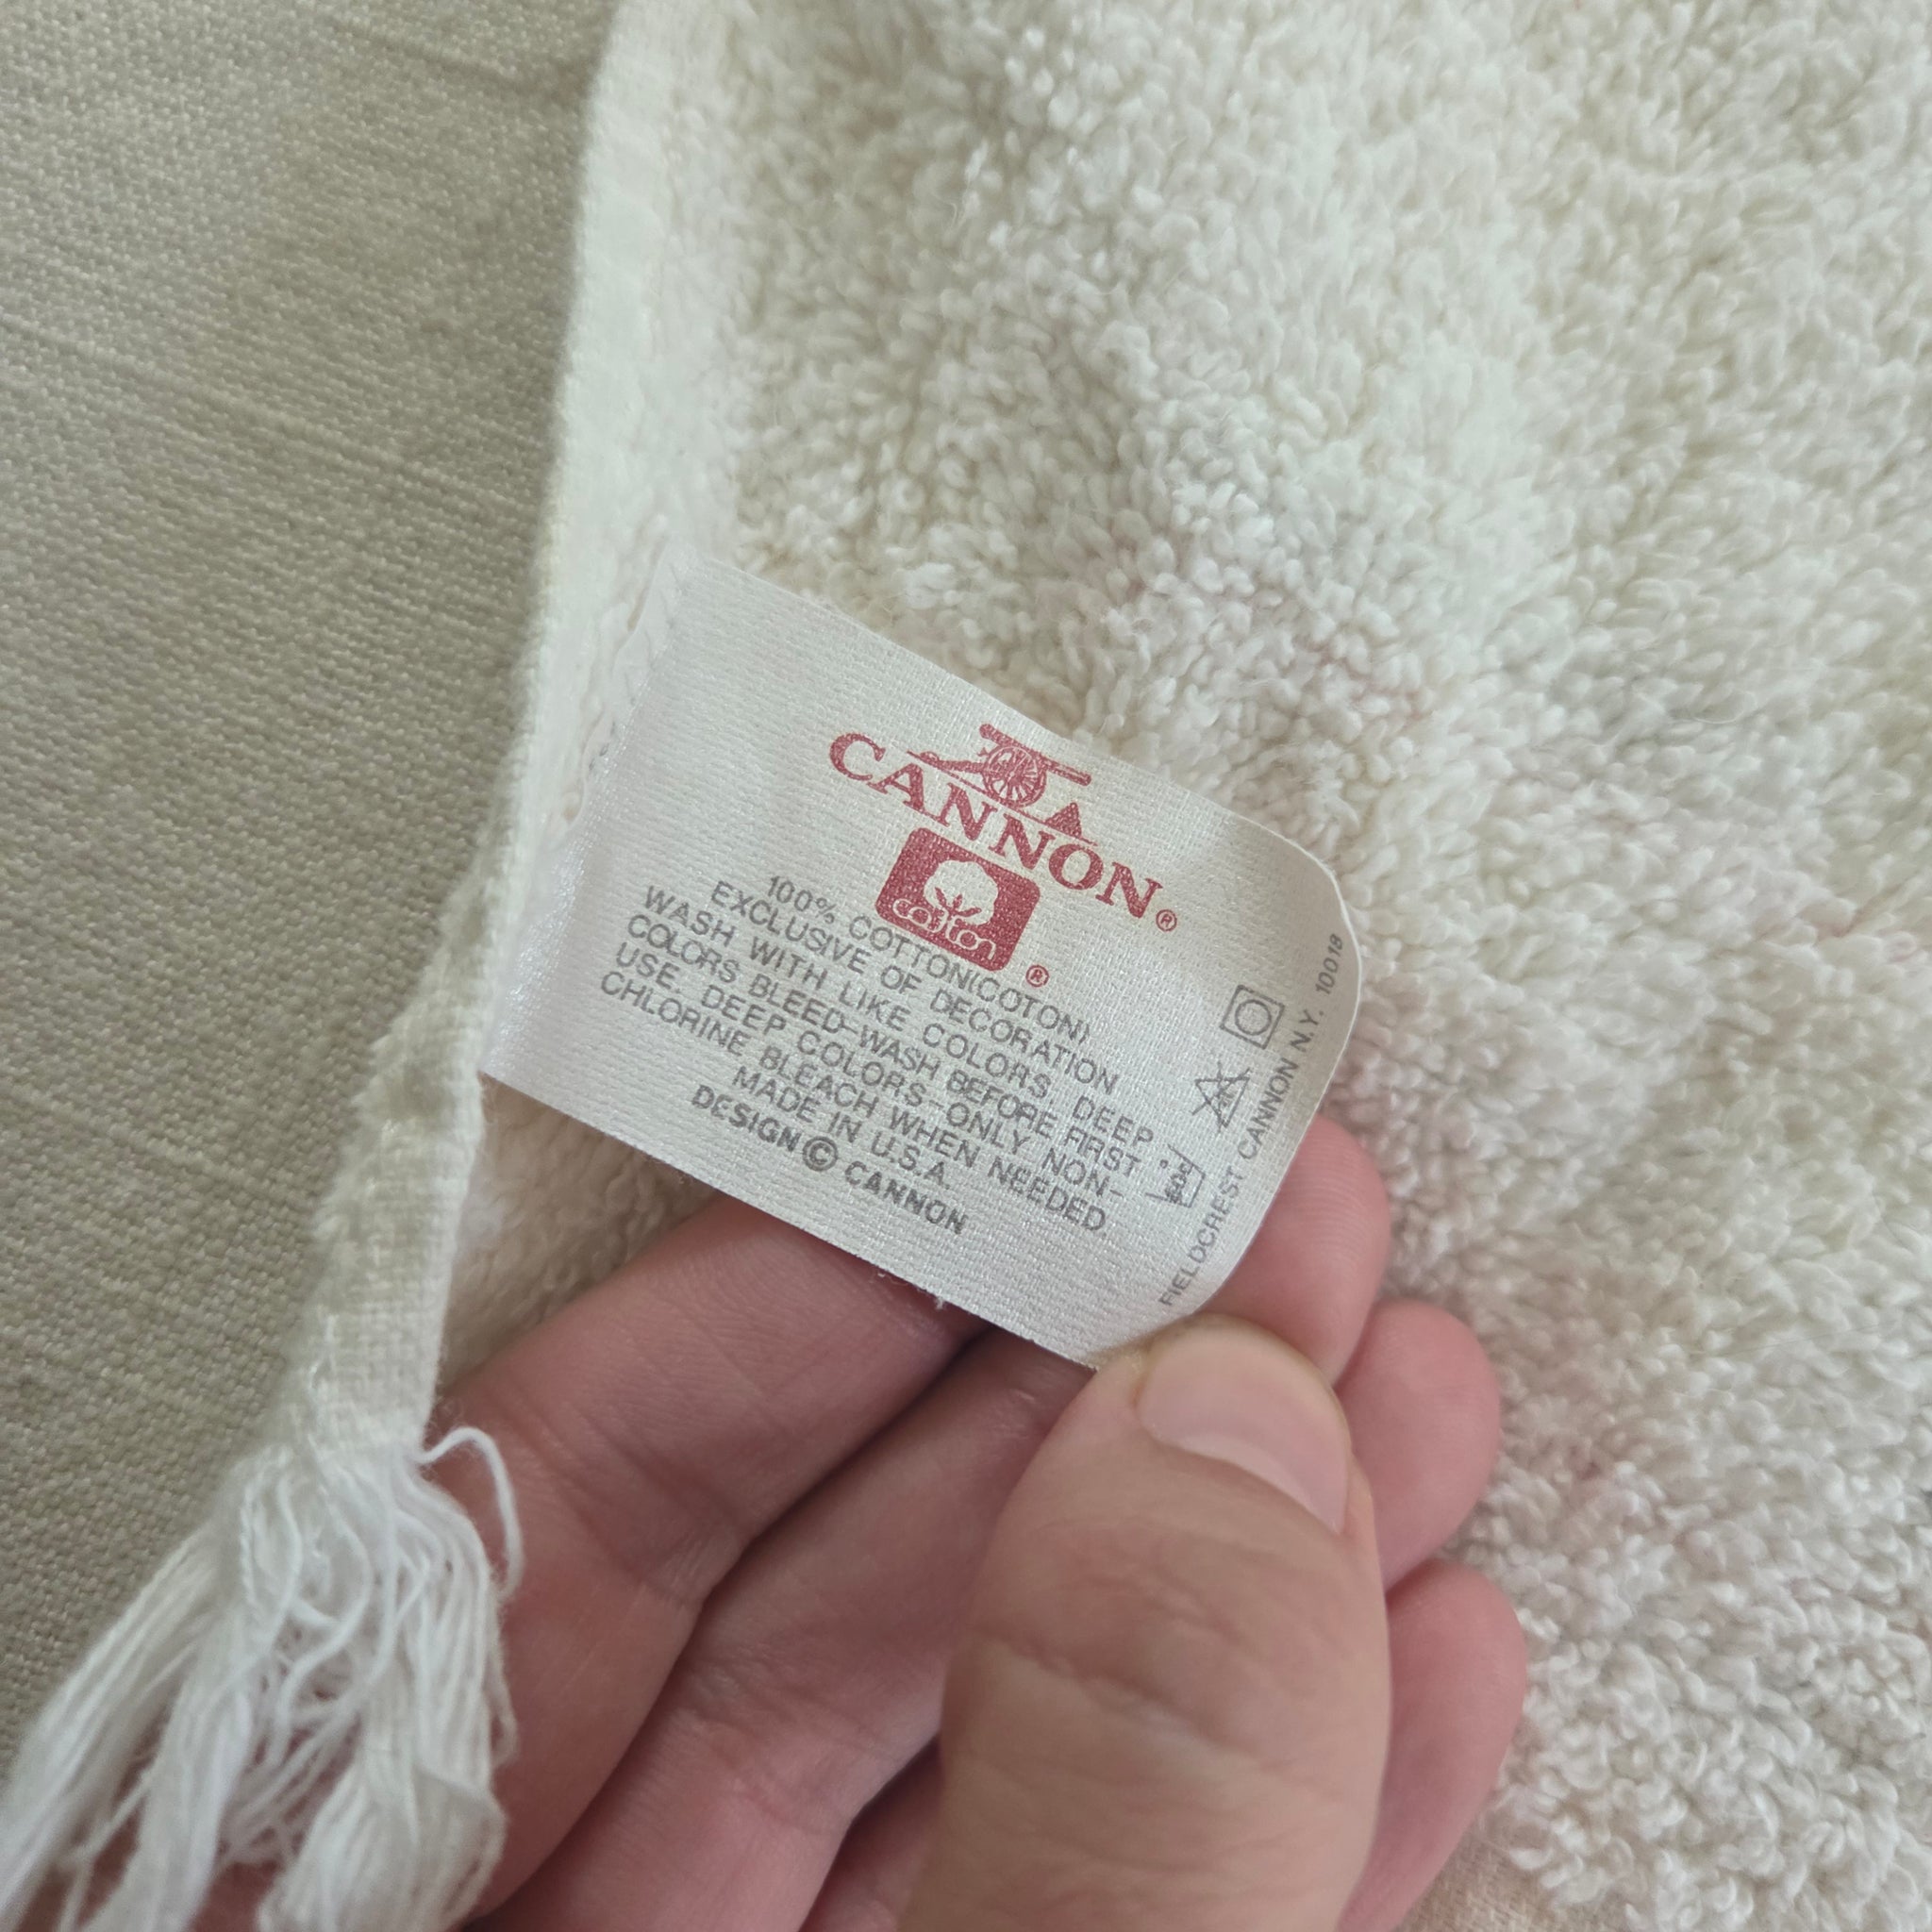 CANNON®
cotton ®
100% COTTON(COTON)
EXCLUSIVE OF DECORATION
WASH WITH LIKE COLORS. DEEP
COLORS BLEED-WASH BEFORE FIRST
USE. DEEP COLORS-ONLY NON-
CHLORINE BLEACH WHEN NEEDED.
MADE IN U.S.A.
DESIGN © CANNON
FIELDCREST CANNON N.Y. 10018